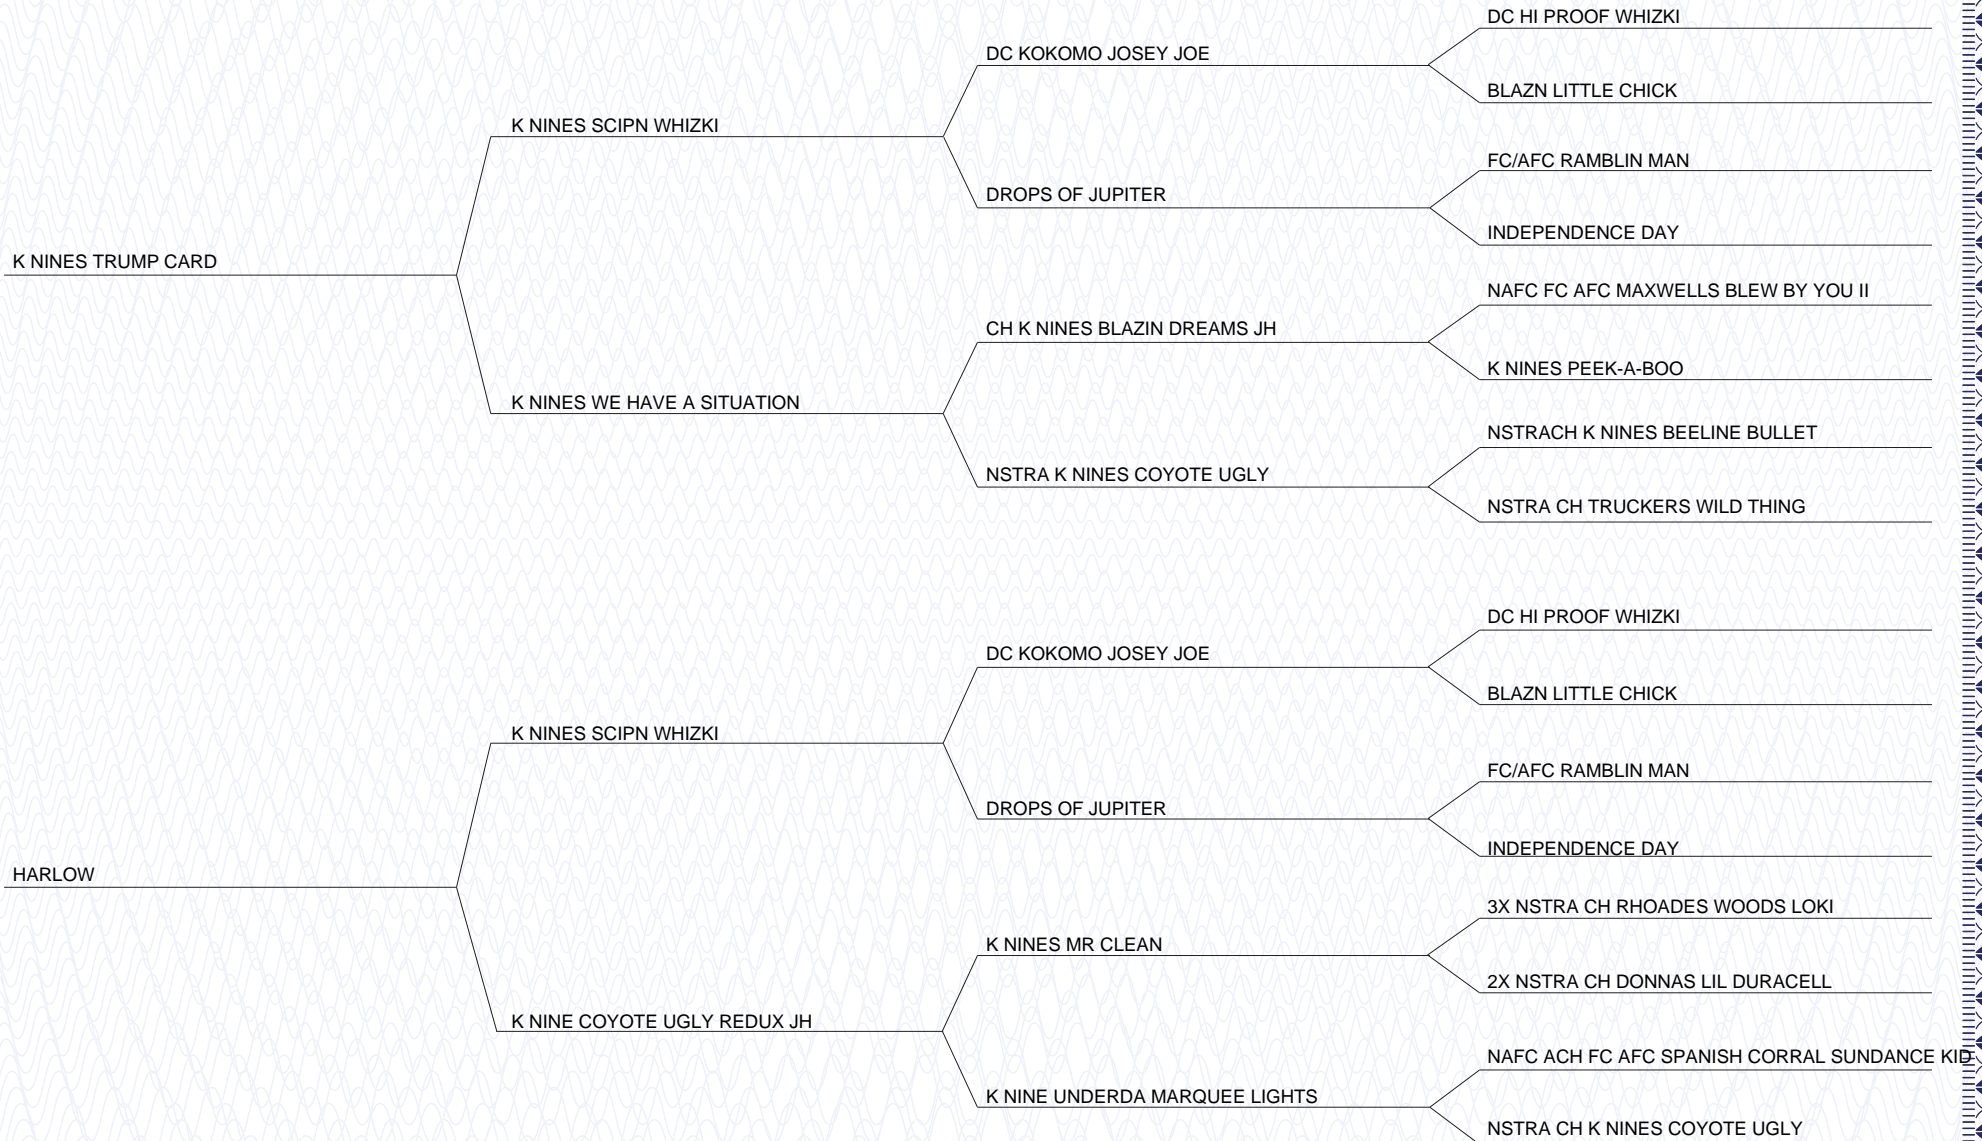 DC HI PROOF WHIZKI
DC KOKOMO JOSEY JOE
BLAZN LITTLE CHICK
K NINES SCIPN WHIZKI
FC/AFC RAMBLIN MAN
DROPS OF JUPITER
INDEPENDENCE DAY
K NINES TRUMP CARD
NAFC FC AFC MAXWELLS BLEW BY YOU II
CH K NINES BLAZIN DREAMS JH
K NINES PEEK-A-BOO
K NINES WE HAVE A SITUATION
NSTRACH K NINES BEELINE BULLET
NSTRA K NINES COYOTE UGLY
NSTRA CH TRUCKERS WILD THING
DC HI PROOF WHIZKI
DC KOKOMO JOSEY JOE
BLAZN LITTLE CHICK
K NINES SCIPN WHIZKI
FC/AFC RAMBLIN MAN
DROPS OF JUPITER
INDEPENDENCE DAY
HARLOW
3X NSTRA CH RHOADES WOODS LOKI
K NINES MR CLEAN
2X NSTRA CH DONNAS LIL DURACELL
K NINE COYOTE UGLY REDUX JH
NAFC ACH FC AFC SPANISH CORRAL SUNDANCE KID
K NINE UNDERDA MARQUEE LIGHTS
NSTRA CH K NINES COYOTE UGLY